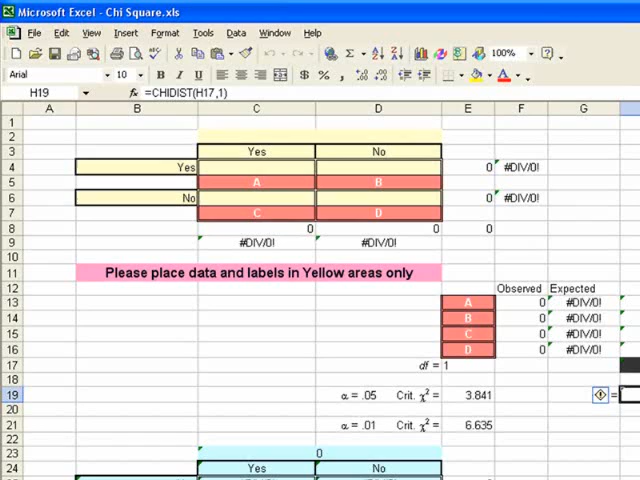 Microsoft Excel - Chi Square.xls
File Edit View Insert Format Tools Data Window Help
100%
Arial 10 B I U $ %
H19 fx =CHIDIST(H17,1)
A B C D E F G
1
2
3 Yes No
4 Yes 0 #DIV/0!
5 A B
6 No 0 #DIV/0!
7 C D
8 0 0 0
9 #DIV/0! #DIV/0!
10
11 Please place data and labels in Yellow areas only
12 Observed Expected
13 A 0 #DIV/0!
14 B 0 #DIV/0!
15 C 0 #DIV/0!
16 D 0 #DIV/0!
17 df = 1
18
19 α = .05 Crit. χ² = 3.841 =
20
21 α = .01 Crit. χ² = 6.635
22
23 0
24 Yes No